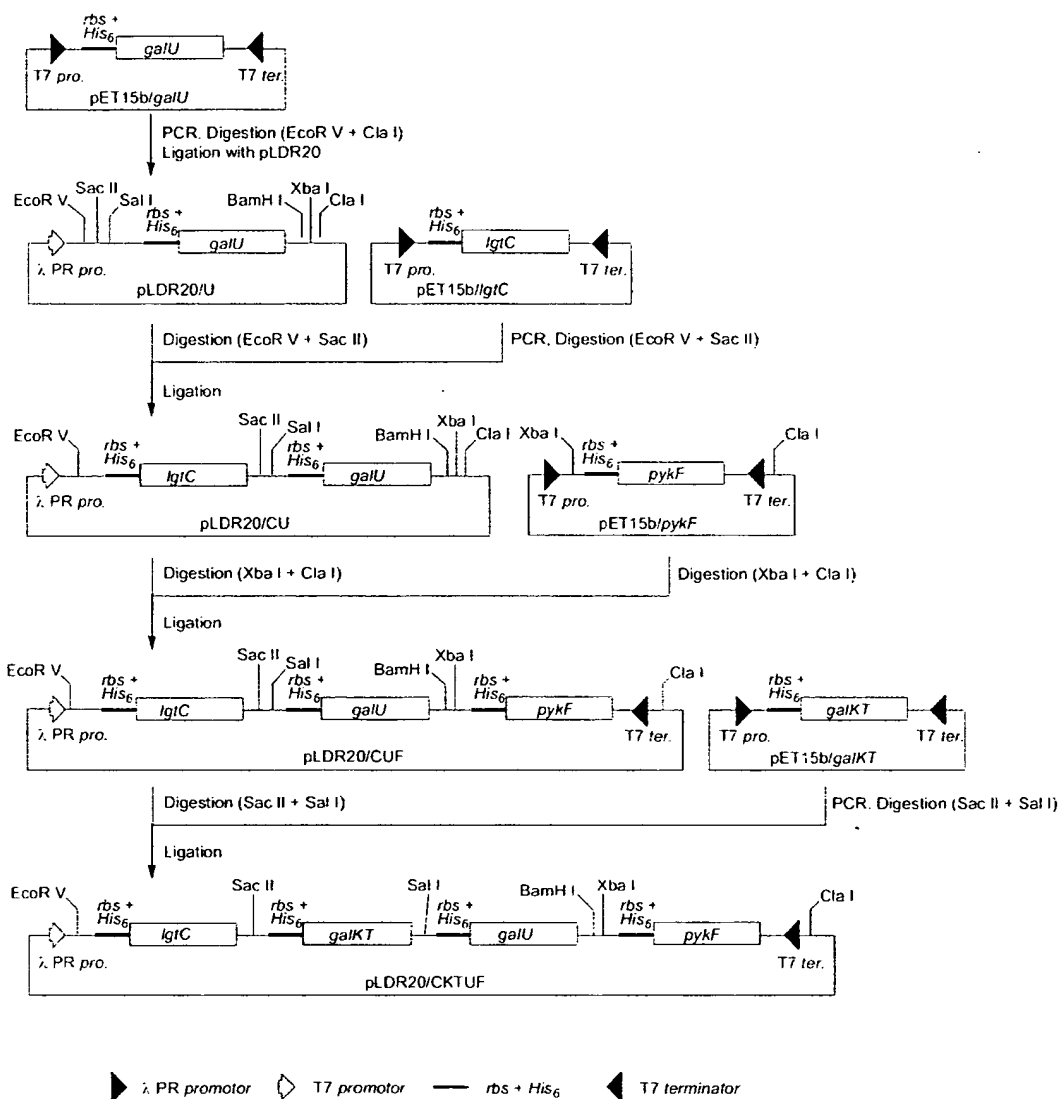 rbs +
His6
galU
T7 pro.
T7 ter.
pET15b/galU
PCR, Digestion (EcoR V + Cla I)
Ligation with pLDR20
EcoR V
Sac II
Sal I
rbs +
His6
galU
BamH I
Xba I
Cla I
λ PR pro.
pLDR20/U
rbs +
His6
lgtC
T7 pro.
T7 ter.
pET15b/lgtC
Digestion (EcoR V + Sac II)
PCR, Digestion (EcoR V + Sac II)
Ligation
EcoR V
rbs +
His6
lgtC
Sac II
Sal I
rbs +
His6
galU
BamH I
Xba I
Cla I
λ PR pro.
pLDR20/CU
Xba I
rbs +
His6
pykF
Cla I
T7 pro.
T7 ter.
pET15b/pykF
Digestion (Xba I + Cla I)
Digestion (Xba I + Cla I)
Ligation
EcoR V
rbs +
His6
lgtC
Sac II
Sal I
rbs +
His6
galU
BamH I
Xba I
rbs +
His6
pykF
Cla I
λ PR pro.
T7 ter.
pLDR20/CUF
rbs +
His6
galKT
T7 pro.
T7 ter.
pET15b/galKT
Digestion (Sac II + Sal I)
PCR. Digestion (Sac II + Sal I)
Ligation
EcoR V
rbs +
His6
lgtC
Sac II
rbs +
His6
galKT
Sal I
rbs +
His6
galU
BamH I
Xba I
rbs +
His6
pykF
Cla I
λ PR pro.
T7 ter.
pLDR20/CKTUF
λ PR promotor
T7 promotor
rbs + His6
T7 terminator